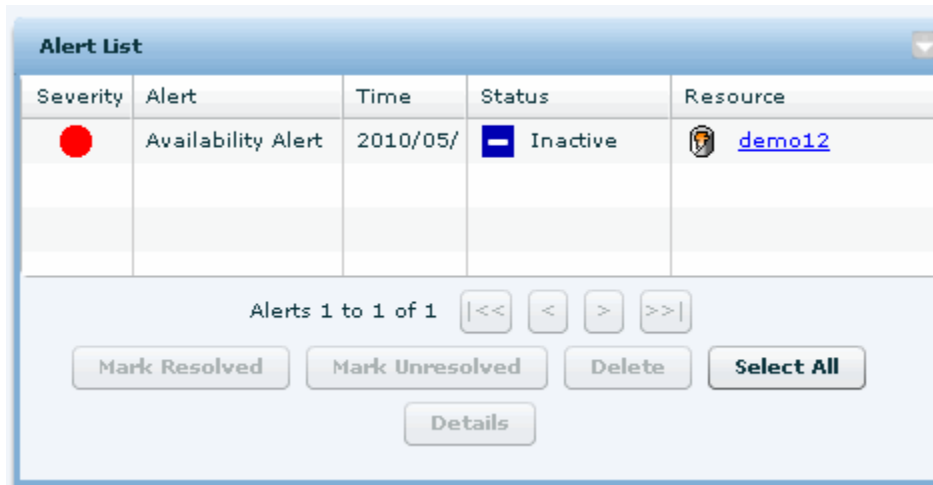 Alert List
Severity Alert Time Status Resource
Availability Alert 2010/05/ Inactive demo12
Alerts 1 to 1 of 1 |<< < > >>|
Mark Resolved Mark Unresolved Delete Select All
Details